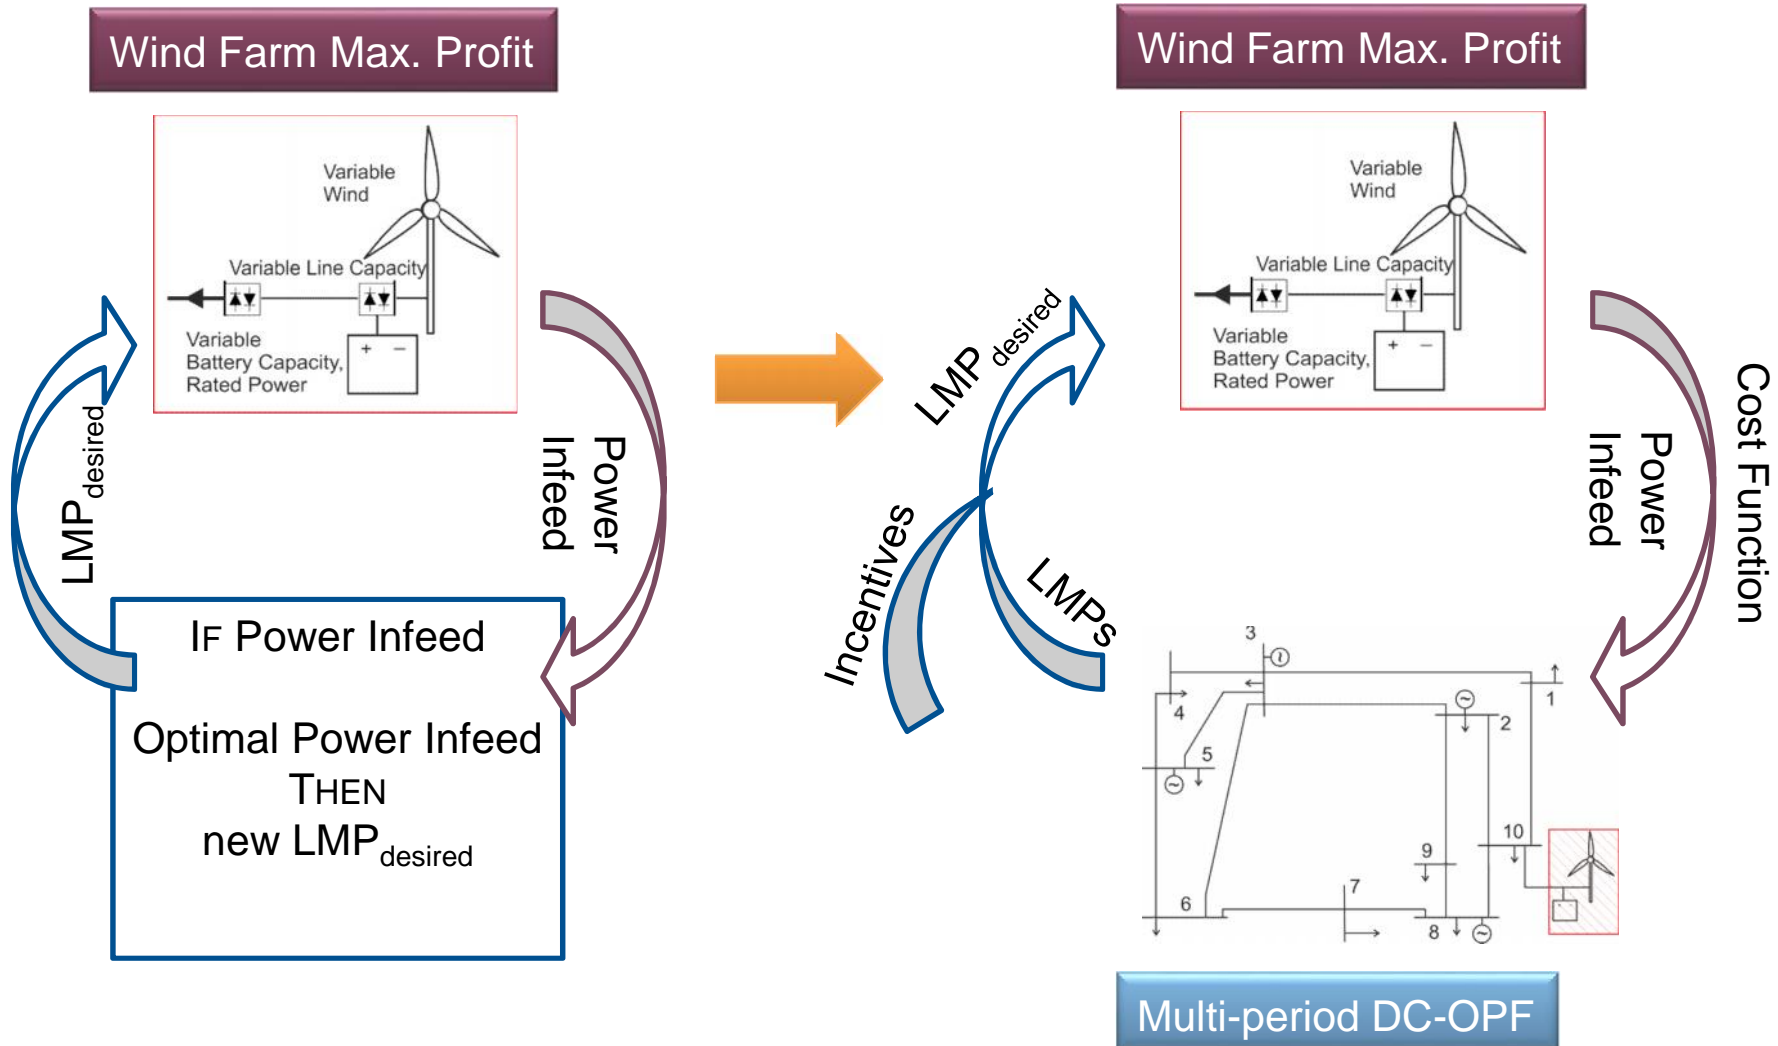 Wind Farm Max. Profit
Variable
Wind
Variable Line Capacity
Variable
Battery Capacity,
Rated Power
+ −
LMPdesired
Power
Infeed
IF Power Infeed
Optimal Power Infeed
THEN
new LMPdesired
Wind Farm Max. Profit
Variable
Wind
Variable Line Capacity
Variable
Battery Capacity,
Rated Power
+ −
LMP desired
Incentives
LMPs
Power
Infeed
Cost Function
3
1
4
2
5
10
9
7
6
8
Multi-period DC-OPF